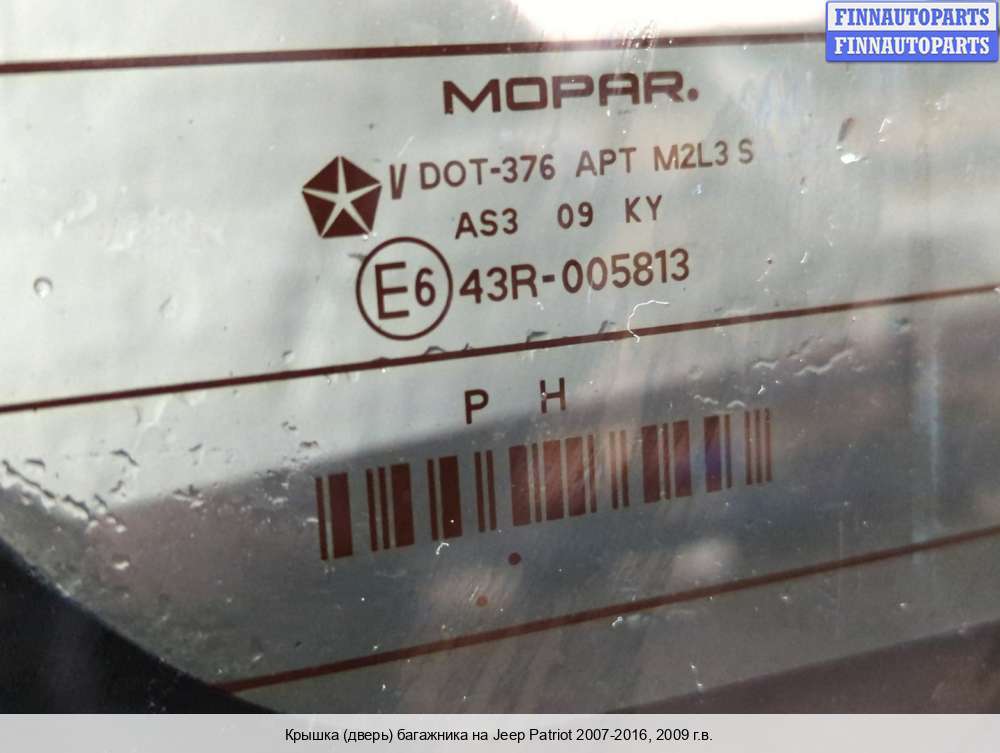 FINNAUTOPARTS
FINNAUTOPARTS
MOPAR.
V DOT-376 APT M2L3 S
AS3 09 KY
E6 43R-005813
P H
2
Крышка (дверь) багажника на Jeep Patriot 2007-2016, 2009 г.в.